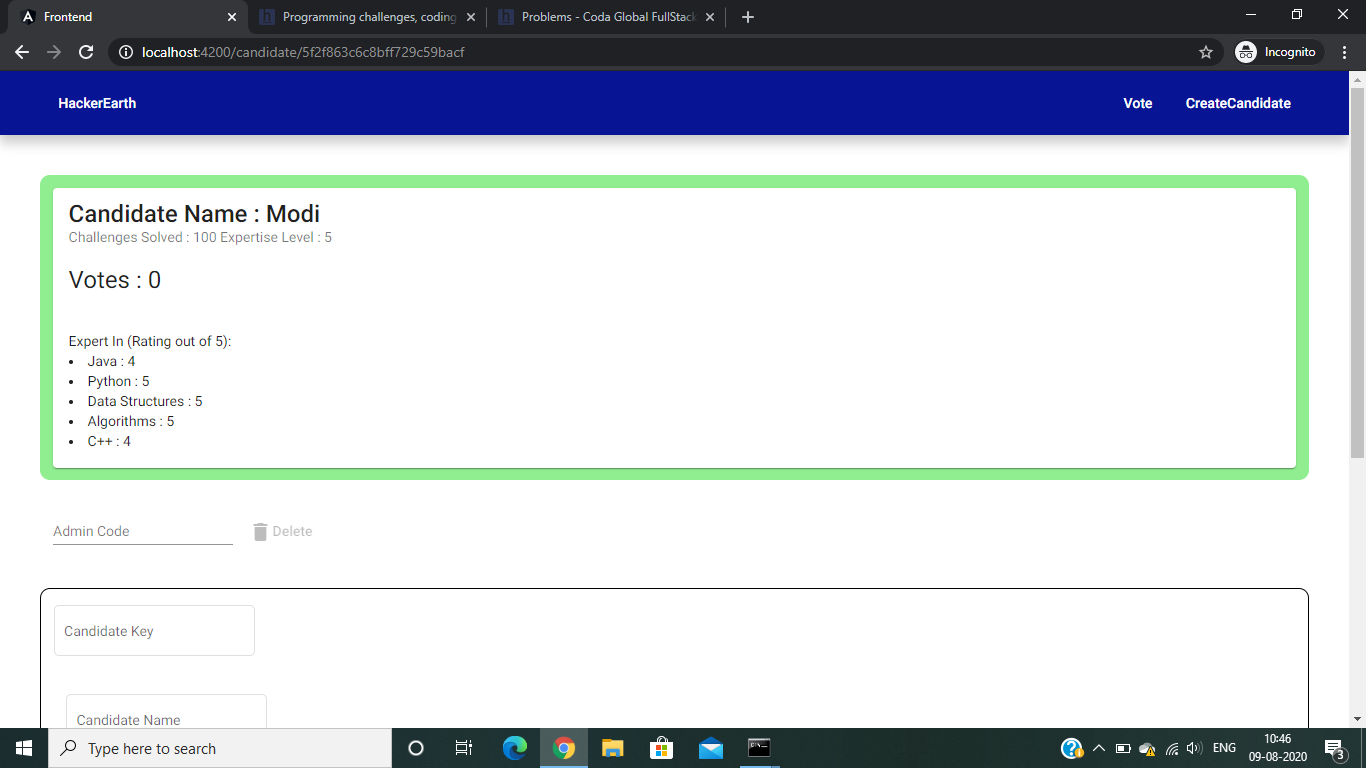 Frontend
Programming challenges, coding
Problems - Coda Global FullStack
localhost:4200/candidate/5f2f863c6c8bff729c59bacf
Incognito
HackerEarth
Vote
CreateCandidate
Candidate Name : Modi
Challenges Solved : 100 Expertise Level : 5
Votes : 0
Expert In (Rating out of 5):
• Java : 4
• Python : 5
• Data Structures : 5
• Algorithms : 5
• C++ : 4
Admin Code
Delete
Candidate Key
Candidate Name
Type here to search
ENG
10:46
09-08-2020
3